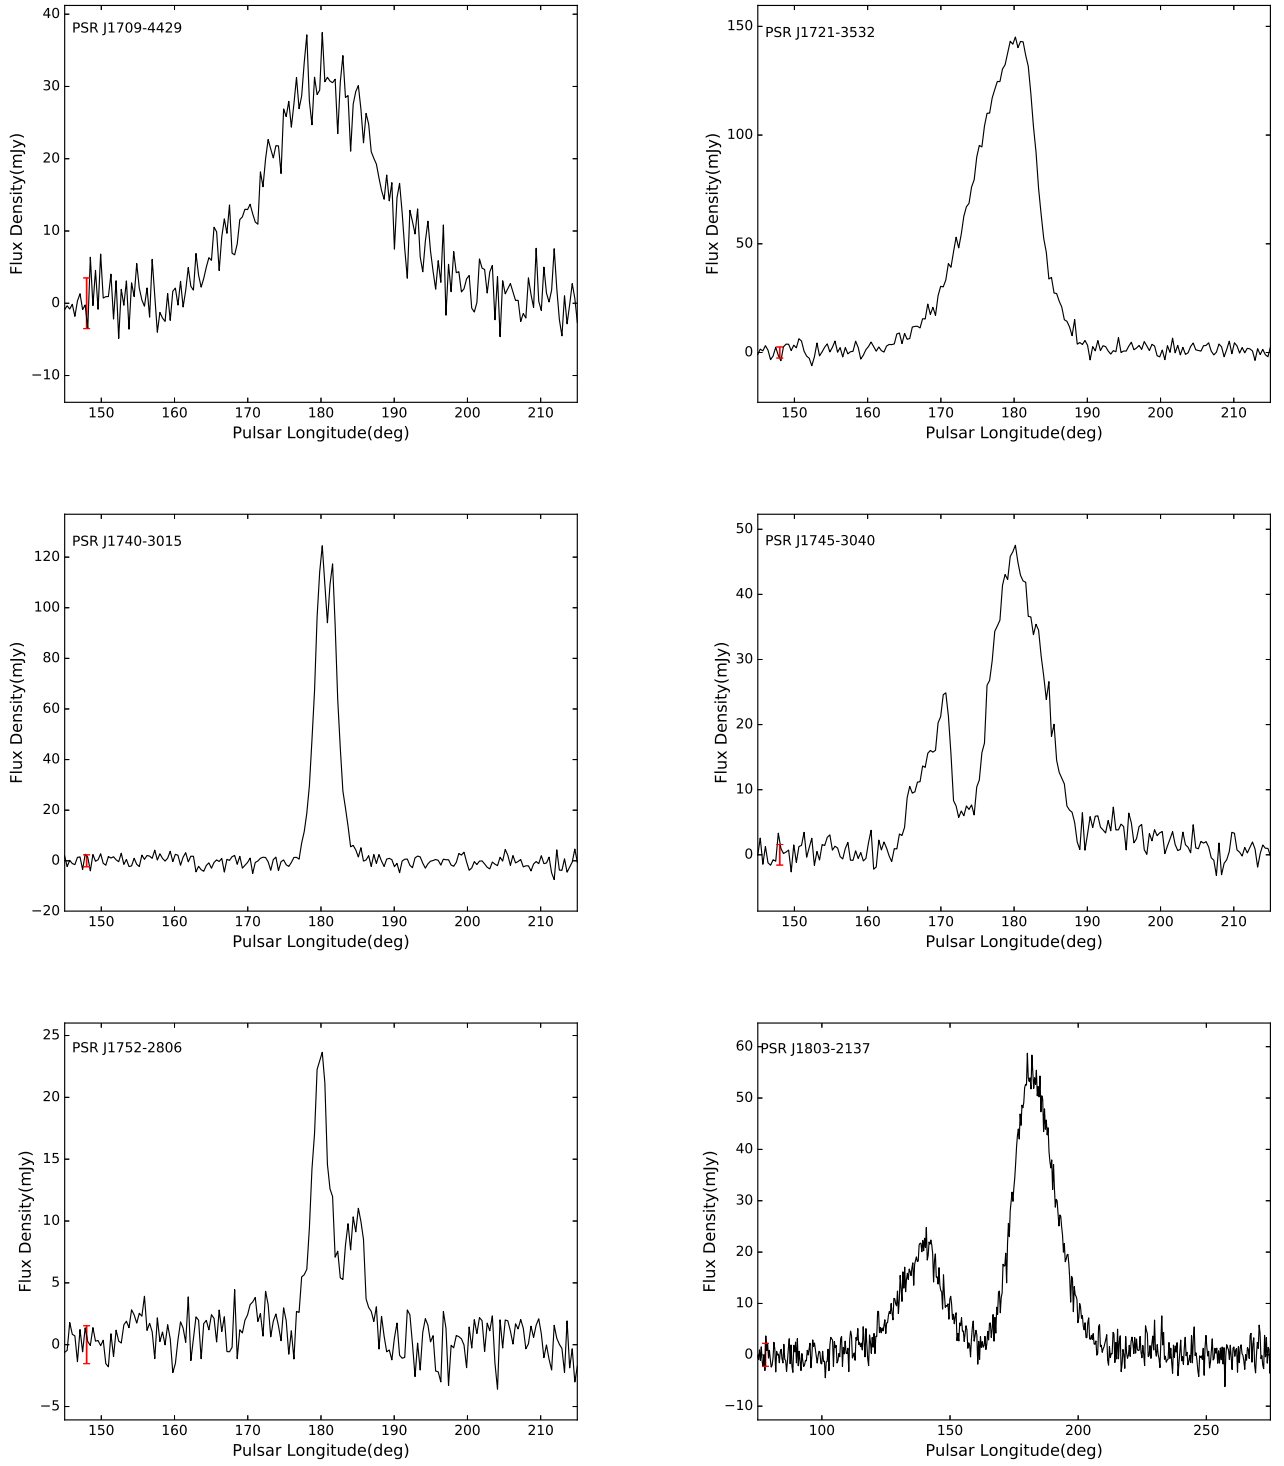 PSR J1709-4429
40
30
20
10
0
−10
Flux Density(mJy)
150 160 170 180 190 200 210
Pulsar Longitude(deg)
PSR J1721-3532
150
100
50
0
Flux Density(mJy)
150 160 170 180 190 200 210
Pulsar Longitude(deg)
PSR J1740-3015
120
100
80
60
40
20
0
−20
Flux Density(mJy)
150 160 170 180 190 200 210
Pulsar Longitude(deg)
PSR J1745-3040
50
40
30
20
10
0
Flux Density(mJy)
150 160 170 180 190 200 210
Pulsar Longitude(deg)
PSR J1752-2806
25
20
15
10
5
0
−5
Flux Density(mJy)
150 160 170 180 190 200 210
Pulsar Longitude(deg)
PSR J1803-2137
60
50
40
30
20
10
0
−10
Flux Density(mJy)
100 150 200 250
Pulsar Longitude(deg)